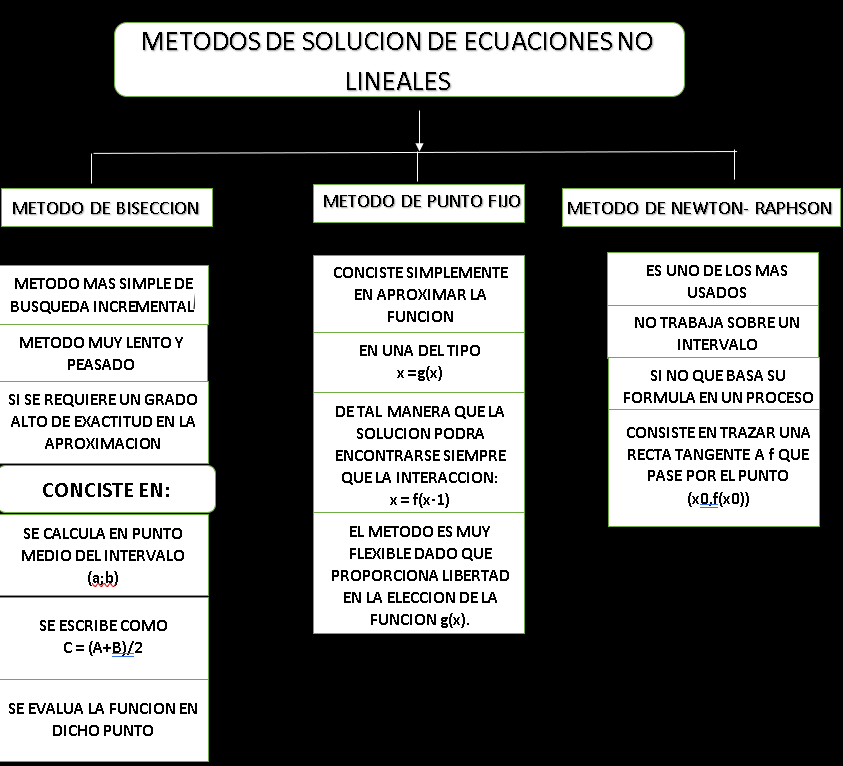 METODOS DE SOLUCION DE ECUACIONES NO
LINEALES
METODO DE BISECCION
METODO MAS SIMPLE DE
BUSQUEDA INCREMENTAL
METODO MUY LENTO Y
PEASADO
SI SE REQUIERE UN GRADO
ALTO DE EXACTITUD EN LA
APROXIMACION
CONCISTE EN:
SE CALCULA EN PUNTO
MEDIO DEL INTERVALO
(a;b)
SE ESCRIBE COMO
C = (A+B)/2
SE EVALUA LA FUNCION EN
DICHO PUNTO
METODO DE PUNTO FIJO
CONCISTE SIMPLEMENTE
EN APROXIMAR LA
FUNCION
EN UNA DEL TIPO
x =g(x)
DE TAL MANERA QUE LA
SOLUCION PODRA
ENCONTRARSE SIEMPRE
QUE LA INTERACCION:
x = f(x-1)
EL METODO ES MUY
FLEXIBLE DADO QUE
PROPORCIONA LIBERTAD
EN LA ELECCION DE LA
FUNCION g(x).
METODO DE NEWTON- RAPHSON
ES UNO DE LOS MAS
USADOS
NO TRABAJA SOBRE UN
INTERVALO
SI NO QUE BASA SU
FORMULA EN UN PROCESO
CONSISTE EN TRAZAR UNA
RECTA TANGENTE A f QUE
PASE POR EL PUNTO
(x0,f(x0))